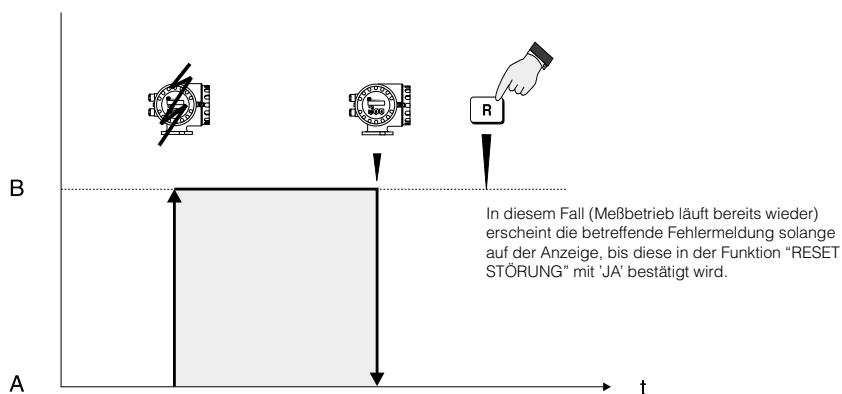 R
B
In diesem Fall (Meßbetrieb läuft bereits wieder)
erscheint die betreffende Fehlermeldung solange
auf der Anzeige, bis diese in der Funktion “RESET
STÖRUNG” mit ’JA’ bestätigt wird.
A
t